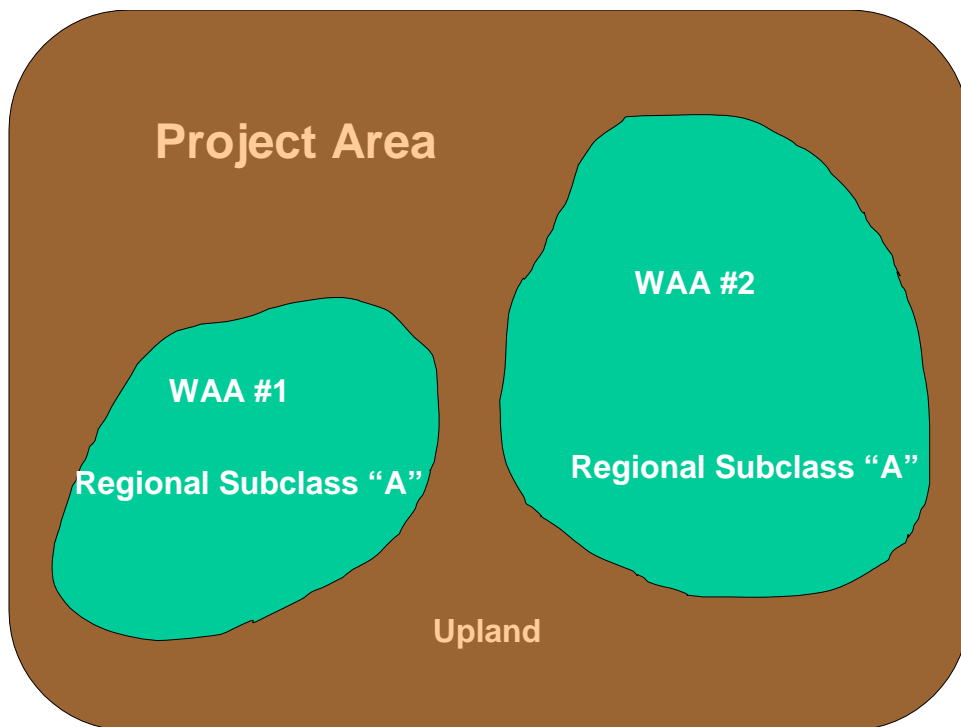 Project Area
WAA #2
WAA #1
Regional Subclass “A”
Regional Subclass “A”
Upland